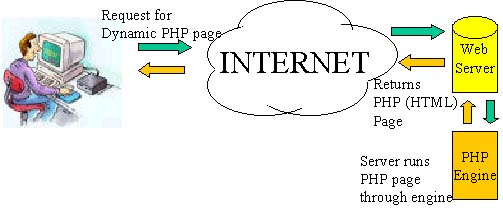 Request for
Dynamic PHP page
INTERNET
Web
Server
Returns
PHP (HTML)
Page
Server runs
PHP page
through engine
PHP
Engine